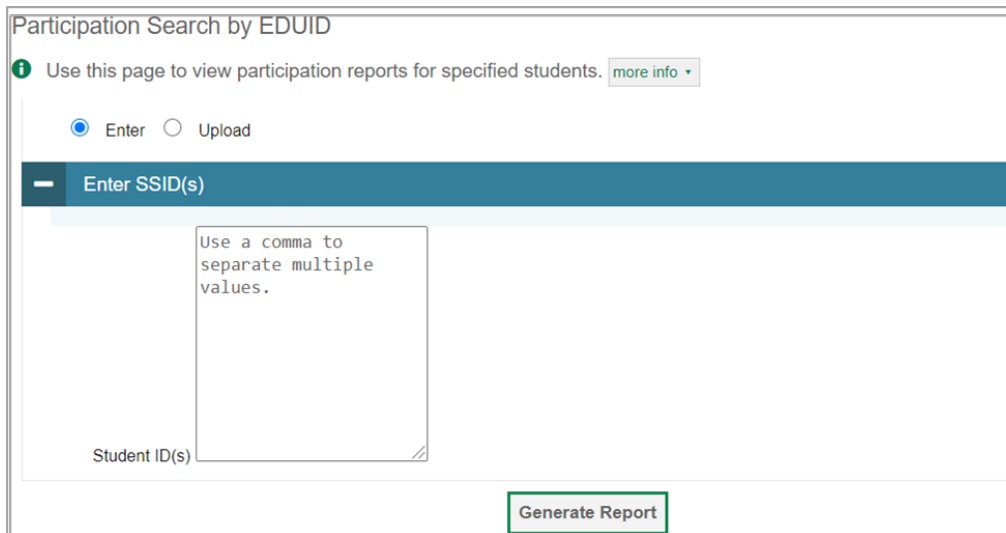 Participation Search by EDUID
Use this page to view participation reports for specified students. more info
Enter Upload
Enter SSID(s)
Use a comma to
separate multiple
values.
Student ID(s)
Generate Report